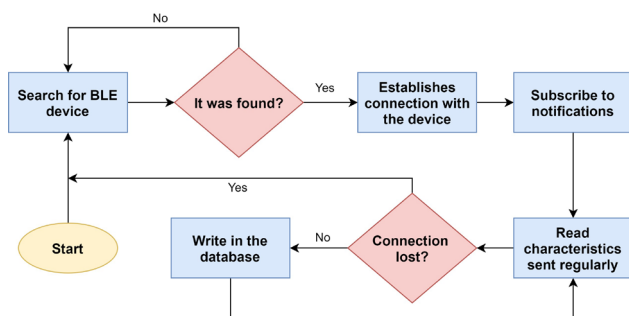 No
Search for BLE
device
It was found?
Yes
Establishes
connection with
the device
Subscribe to
notifications
Yes
Start
Write in the
database
No
Connection
lost?
Read
characteristics
sent regularly